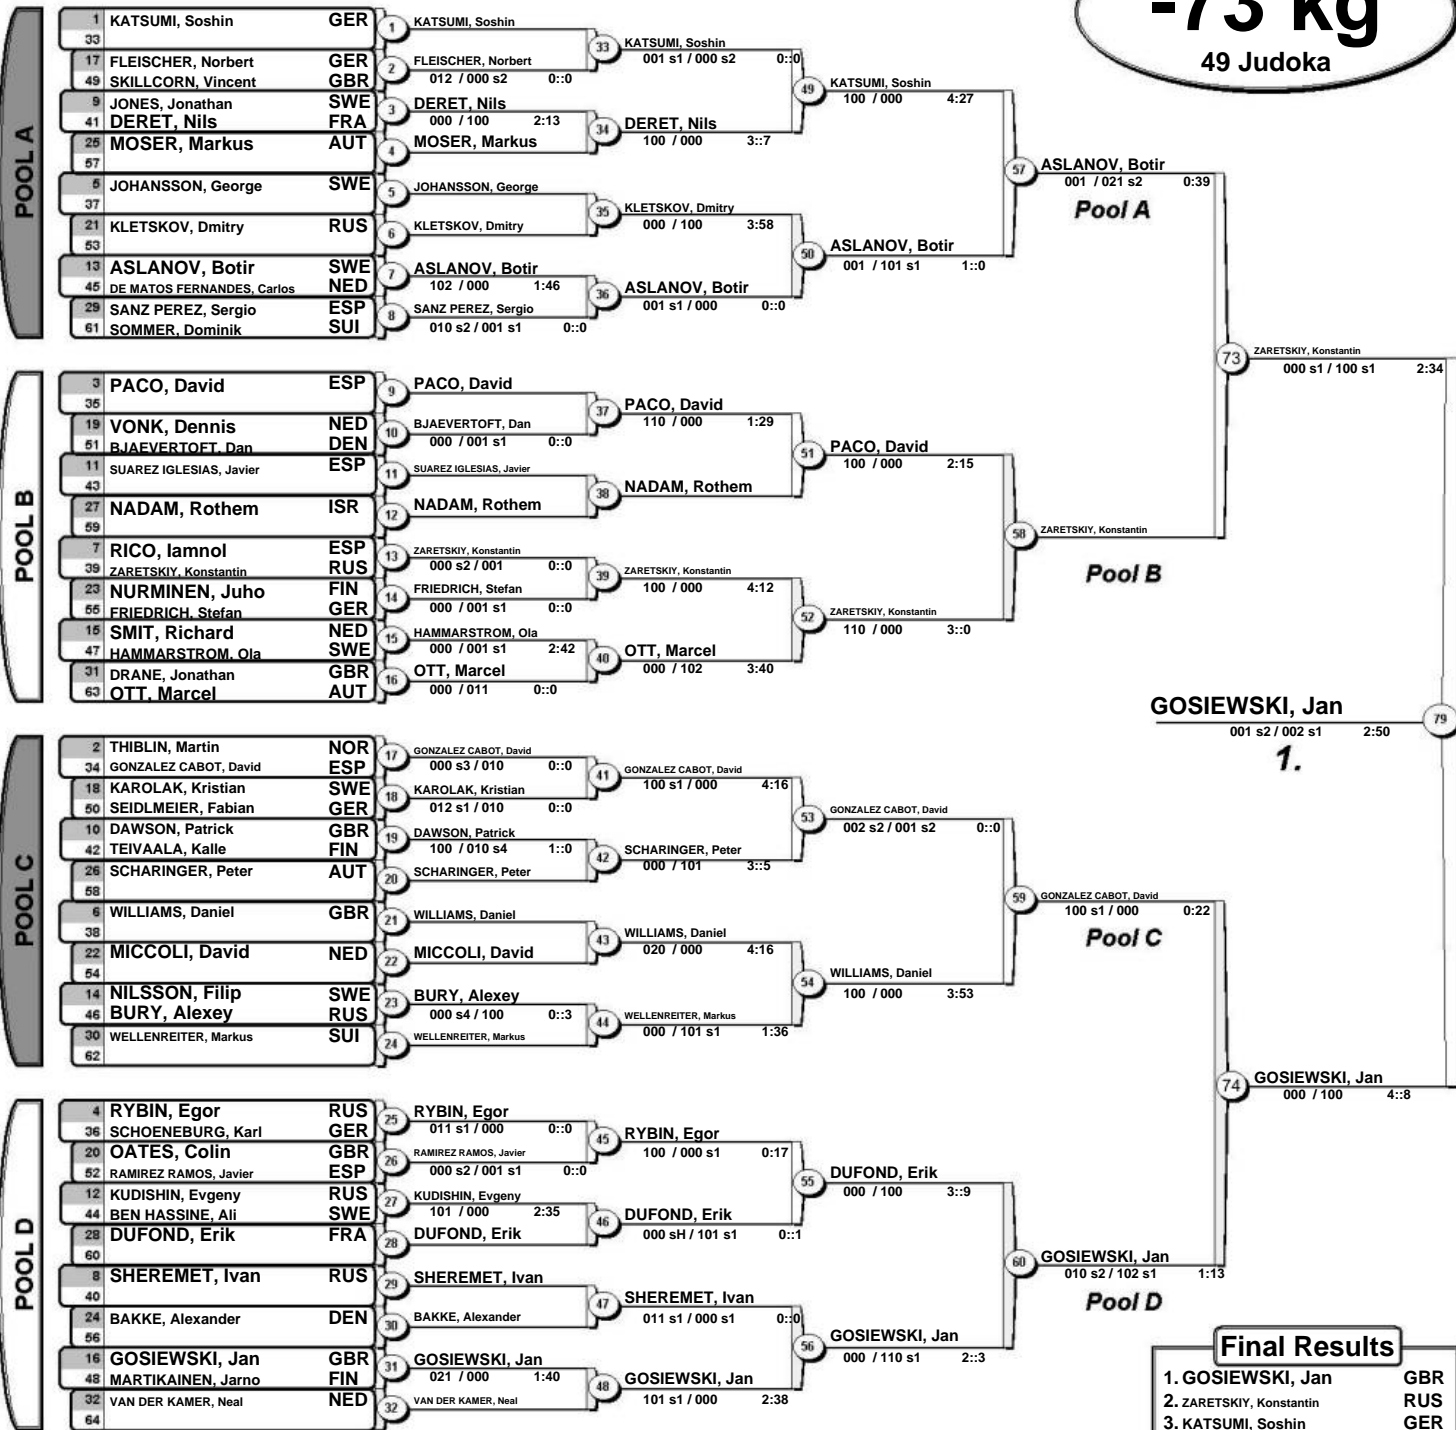 -73 kg
49 Judoka
POOL A
1 KATSUMI, Soshin GER
33
17 FLEISCHER, Norbert GER
49 SKILLCORN, Vincent GBR
9 JONES, Jonathan SWE
41 DERET, Nils FRA
25 MOSER, Markus AUT
57
5 JOHANSSON, George SWE
37
21 KLETSKOV, Dmitry RUS
53
13 ASLANOV, Botir SWE
45 DE MATOS FERNANDES, Carlos NED
29 SANZ PEREZ, Sergio ESP
61 SOMMER, Dominik SUI
1 KATSUMI, Soshin
2 FLEISCHER, Norbert
012 / 000 s2 0::0
3 DERET, Nils
000 / 100 2:13
4 MOSER, Markus
5 JOHANSSON, George
6 KLETSKOV, Dmitry
7 ASLANOV, Botir
102 / 000 1:46
8 SANZ PEREZ, Sergio
010 s2 / 001 s1 0::0
33 KATSUMI, Soshin
001 s1 / 000 s2 0::0
34 DERET, Nils
100 / 000 3::7
35 KLETSKOV, Dmitry
000 / 100 3:58
36 ASLANOV, Botir
001 s1 / 000 0::0
49 KATSUMI, Soshin
100 / 000 4:27
50 ASLANOV, Botir
001 / 101 s1 1::0
57 ASLANOV, Botir
001 / 021 s2 0:39
Pool A
POOL B
3 PACO, David ESP
35
19 VONK, Dennis NED
51 BJAEVERTOFT, Dan DEN
11 SUAREZ IGLESIAS, Javier ESP
43
27 NADAM, Rothem ISR
59
7 RICO, Iamnol ESP
39 ZARETSKIY, Konstantin RUS
23 NURMINEN, Juho FIN
55 FRIEDRICH, Stefan GER
15 SMIT, Richard NED
47 HAMMARSTROM, Ola SWE
31 DRANE, Jonathan GBR
63 OTT, Marcel AUT
9 PACO, David
10 BJAEVERTOFT, Dan
000 / 001 s1 0::0
11 SUAREZ IGLESIAS, Javier
12 NADAM, Rothem
13 ZARETSKIY, Konstantin
000 s2 / 001 0::0
14 FRIEDRICH, Stefan
000 / 001 s1 0::0
15 HAMMARSTROM, Ola
000 / 001 s1 2:42
16 OTT, Marcel
000 / 011 0::0
37 PACO, David
110 / 000 1:29
38 NADAM, Rothem
39 ZARETSKIY, Konstantin
100 / 000 4:12
40 OTT, Marcel
000 / 102 3:40
51 PACO, David
100 / 000 2:15
52 ZARETSKIY, Konstantin
110 / 000 3::0
58 ZARETSKIY, Konstantin
Pool B
73 ZARETSKIY, Konstantin
000 s1 / 100 s1 2:34
GOSIEWSKI, Jan 79
001 s2 / 002 s1 2:50
1.
POOL C
2 THIBLIN, Martin NOR
34 GONZALEZ CABOT, David ESP
18 KAROLAK, Kristian SWE
50 SEIDLMEIER, Fabian GER
10 DAWSON, Patrick GBR
42 TEIVAALA, Kalle FIN
26 SCHARINGER, Peter AUT
58
6 WILLIAMS, Daniel GBR
38
22 MICCOLI, David NED
54
14 NILSSON, Filip SWE
46 BURY, Alexey RUS
30 WELLENREITER, Markus SUI
62
17 GONZALEZ CABOT, David
000 s3 / 010 0::0
18 KAROLAK, Kristian
012 s1 / 010 0::0
19 DAWSON, Patrick
100 / 010 s4 1::0
20 SCHARINGER, Peter
21 WILLIAMS, Daniel
22 MICCOLI, David
23 BURY, Alexey
000 s4 / 100 0::3
24 WELLENREITER, Markus
41 GONZALEZ CABOT, David
100 s1 / 000 4:16
42 SCHARINGER, Peter
000 / 101 3::5
43 WILLIAMS, Daniel
020 / 000 4:16
44 WELLENREITER, Markus
000 / 101 s1 1:36
53 GONZALEZ CABOT, David
002 s2 / 001 s2 0::0
54 WILLIAMS, Daniel
100 / 000 3:53
59 GONZALEZ CABOT, David
100 s1 / 000 0:22
Pool C
74 GOSIEWSKI, Jan
000 / 100 4::8
POOL D
4 RYBIN, Egor RUS
36 SCHOENEBURG, Karl GER
20 OATES, Colin GBR
52 RAMIREZ RAMOS, Javier ESP
12 KUDISHIN, Evgeny RUS
44 BEN HASSINE, Ali SWE
28 DUFOND, Erik FRA
60
8 SHEREMET, Ivan RUS
40
24 BAKKE, Alexander DEN
56
16 GOSIEWSKI, Jan GBR
48 MARTIKAINEN, Jarno FIN
32 VAN DER KAMER, Neal NED
64
25 RYBIN, Egor
011 s1 / 000 0::0
26 RAMIREZ RAMOS, Javier
000 s2 / 001 s1 0::0
27 KUDISHIN, Evgeny
101 / 000 2:35
28 DUFOND, Erik
29 SHEREMET, Ivan
30 BAKKE, Alexander
31 GOSIEWSKI, Jan
021 / 000 1:40
32 VAN DER KAMER, Neal
45 RYBIN, Egor
100 / 000 s1 0:17
46 DUFOND, Erik
000 sH / 101 s1 0::1
47 SHEREMET, Ivan
011 s1 / 000 s1 0::0
48 GOSIEWSKI, Jan
101 s1 / 000 2:38
55 DUFOND, Erik
000 / 100 3::9
56 GOSIEWSKI, Jan
000 / 110 s1 2::3
60 GOSIEWSKI, Jan
010 s2 / 102 s1 1:13
Pool D
Final Results
1. GOSIEWSKI, Jan GBR
2. ZARETSKIY, Konstantin RUS
3. KATSUMI, Soshin GER